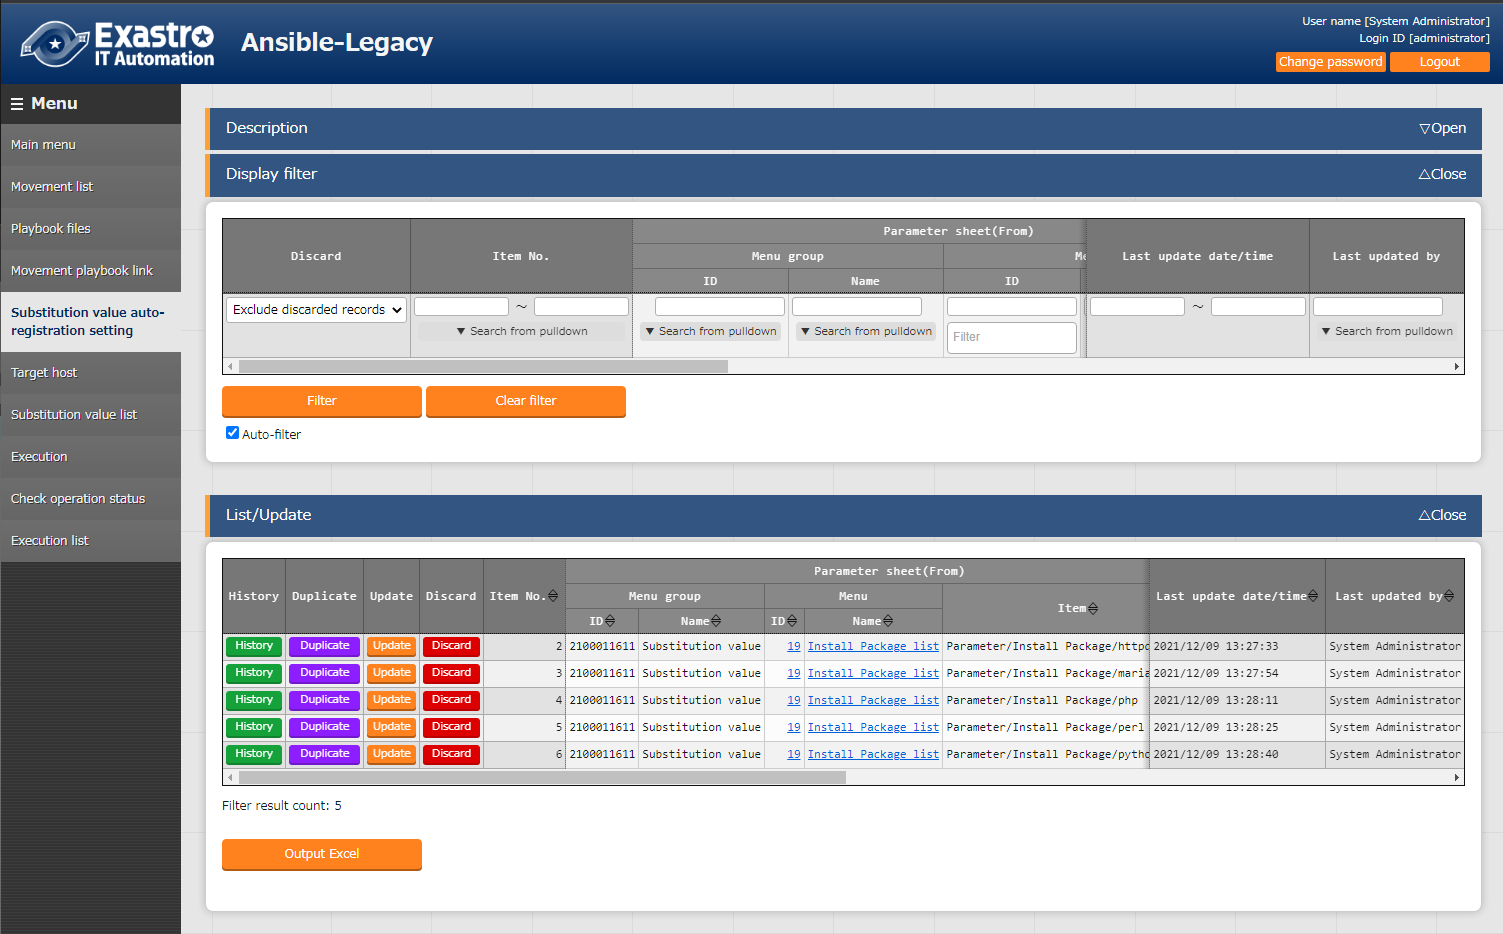 Exastro
IT Automation
Ansible-Legacy
User name [System Administrator]
Login ID [administrator]
Change password Logout
☰ Menu
Main menu
Movement list
Playbook files
Movement playbook link
Substitution value auto-
registration setting
Target host
Substitution value list
Execution
Check operation status
Execution list
Description ▽Open
Display filter △Close
Parameter sheet(From)
Discard Item No. Menu group Me Last update date/time Last updated by
ID Name ID
Exclude discarded records ~ ~
▼ Search from pulldown ▼ Search from pulldown ▼ Search from pulldown Filter ▼ Search from pulldown
Filter Clear filter
Auto-filter
List/Update △Close
Parameter sheet(From)
History Duplicate Update Discard Item No. Menu group Menu Item Last update date/time Last updated by
ID Name ID Name
History Duplicate Update Discard 2 2100011611 Substitution value 19 Install Package list Parameter/Install Package/httpd 2021/12/09 13:27:33 System Administrator
History Duplicate Update Discard 3 2100011611 Substitution value 19 Install Package list Parameter/Install Package/maria 2021/12/09 13:27:54 System Administrator
History Duplicate Update Discard 4 2100011611 Substitution value 19 Install Package list Parameter/Install Package/php 2021/12/09 13:28:11 System Administrator
History Duplicate Update Discard 5 2100011611 Substitution value 19 Install Package list Parameter/Install Package/perl 2021/12/09 13:28:25 System Administrator
History Duplicate Update Discard 6 2100011611 Substitution value 19 Install Package list Parameter/Install Package/pytho 2021/12/09 13:28:40 System Administrator
Filter result count: 5
Output Excel